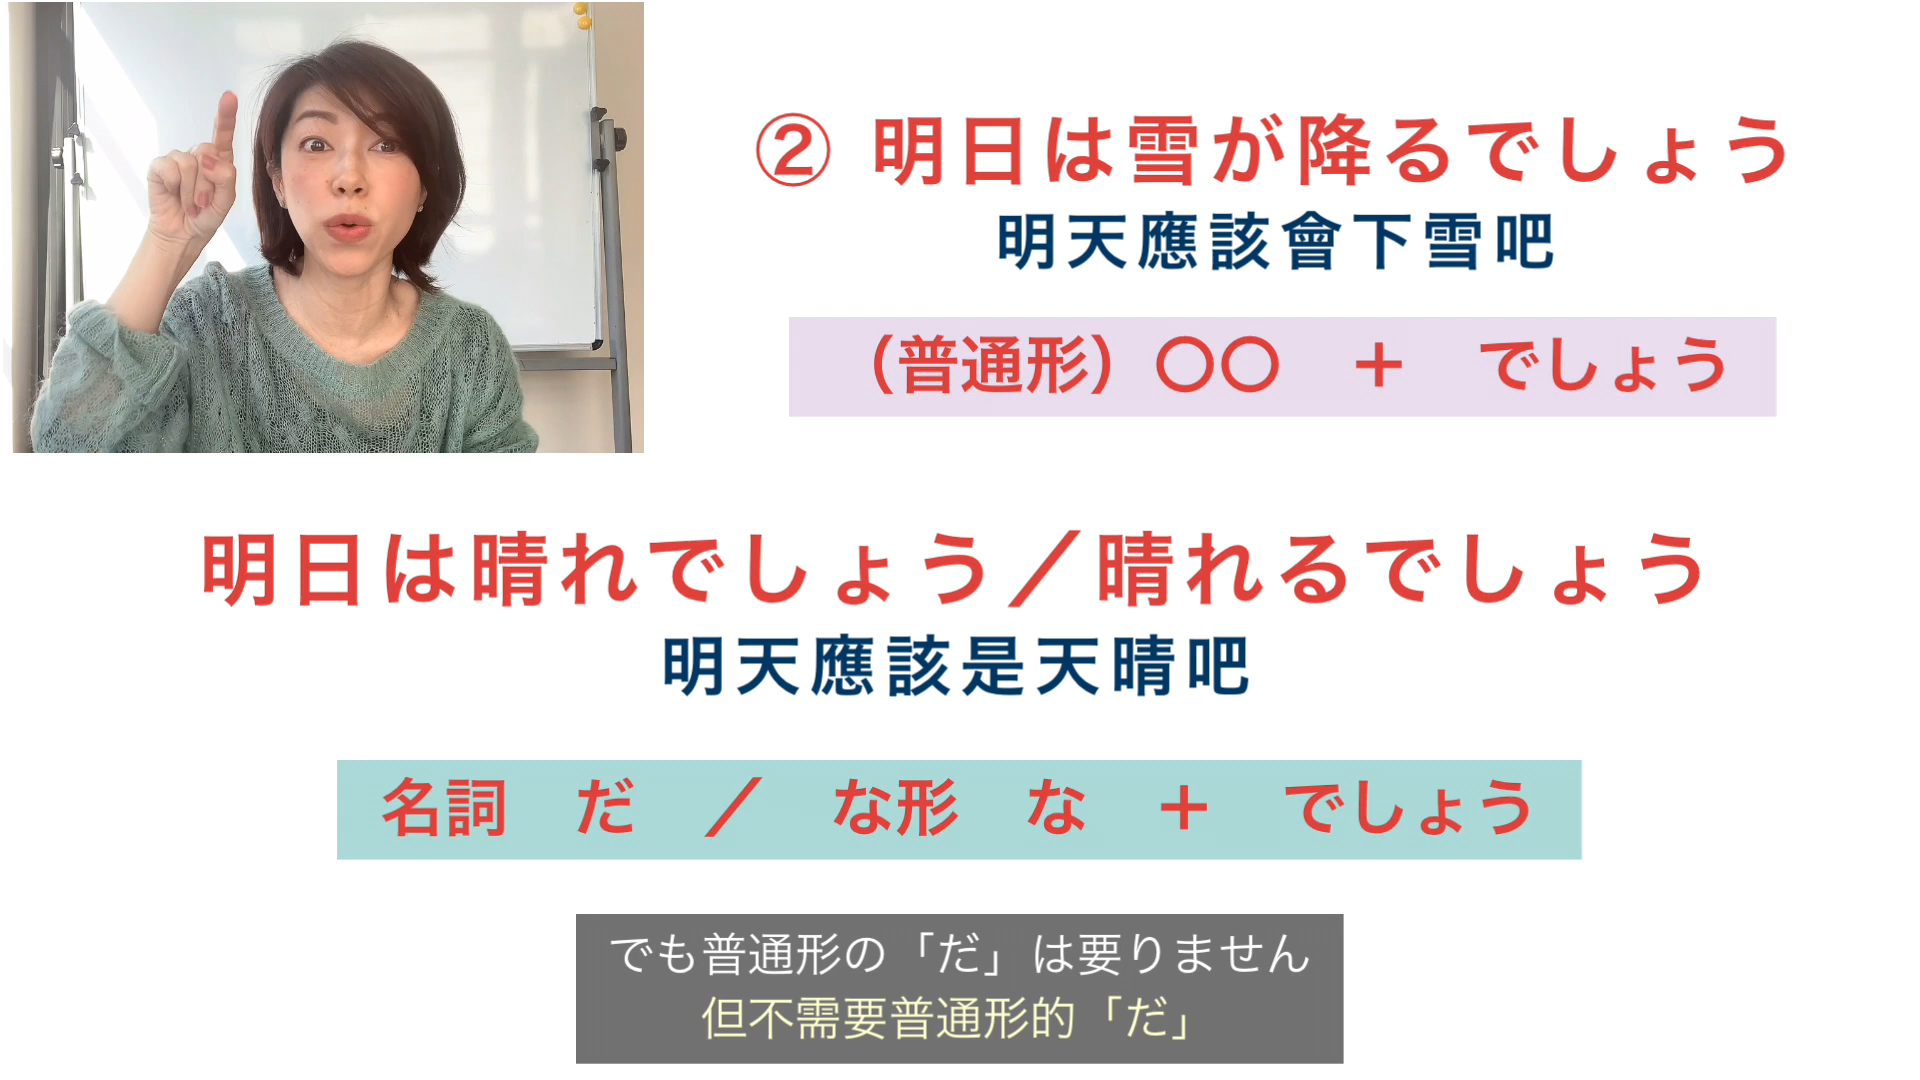 ② 明日は雪が降るでしょう
明天應該會下雪吧
（普通形）〇〇　＋　でしょう
明日は晴れでしょう／晴れるでしょう
明天應該是天晴吧
名詞　だ　／　な形　な　＋　でしょう
でも普通形の「だ」は要りません
但不需要普通形的「だ」